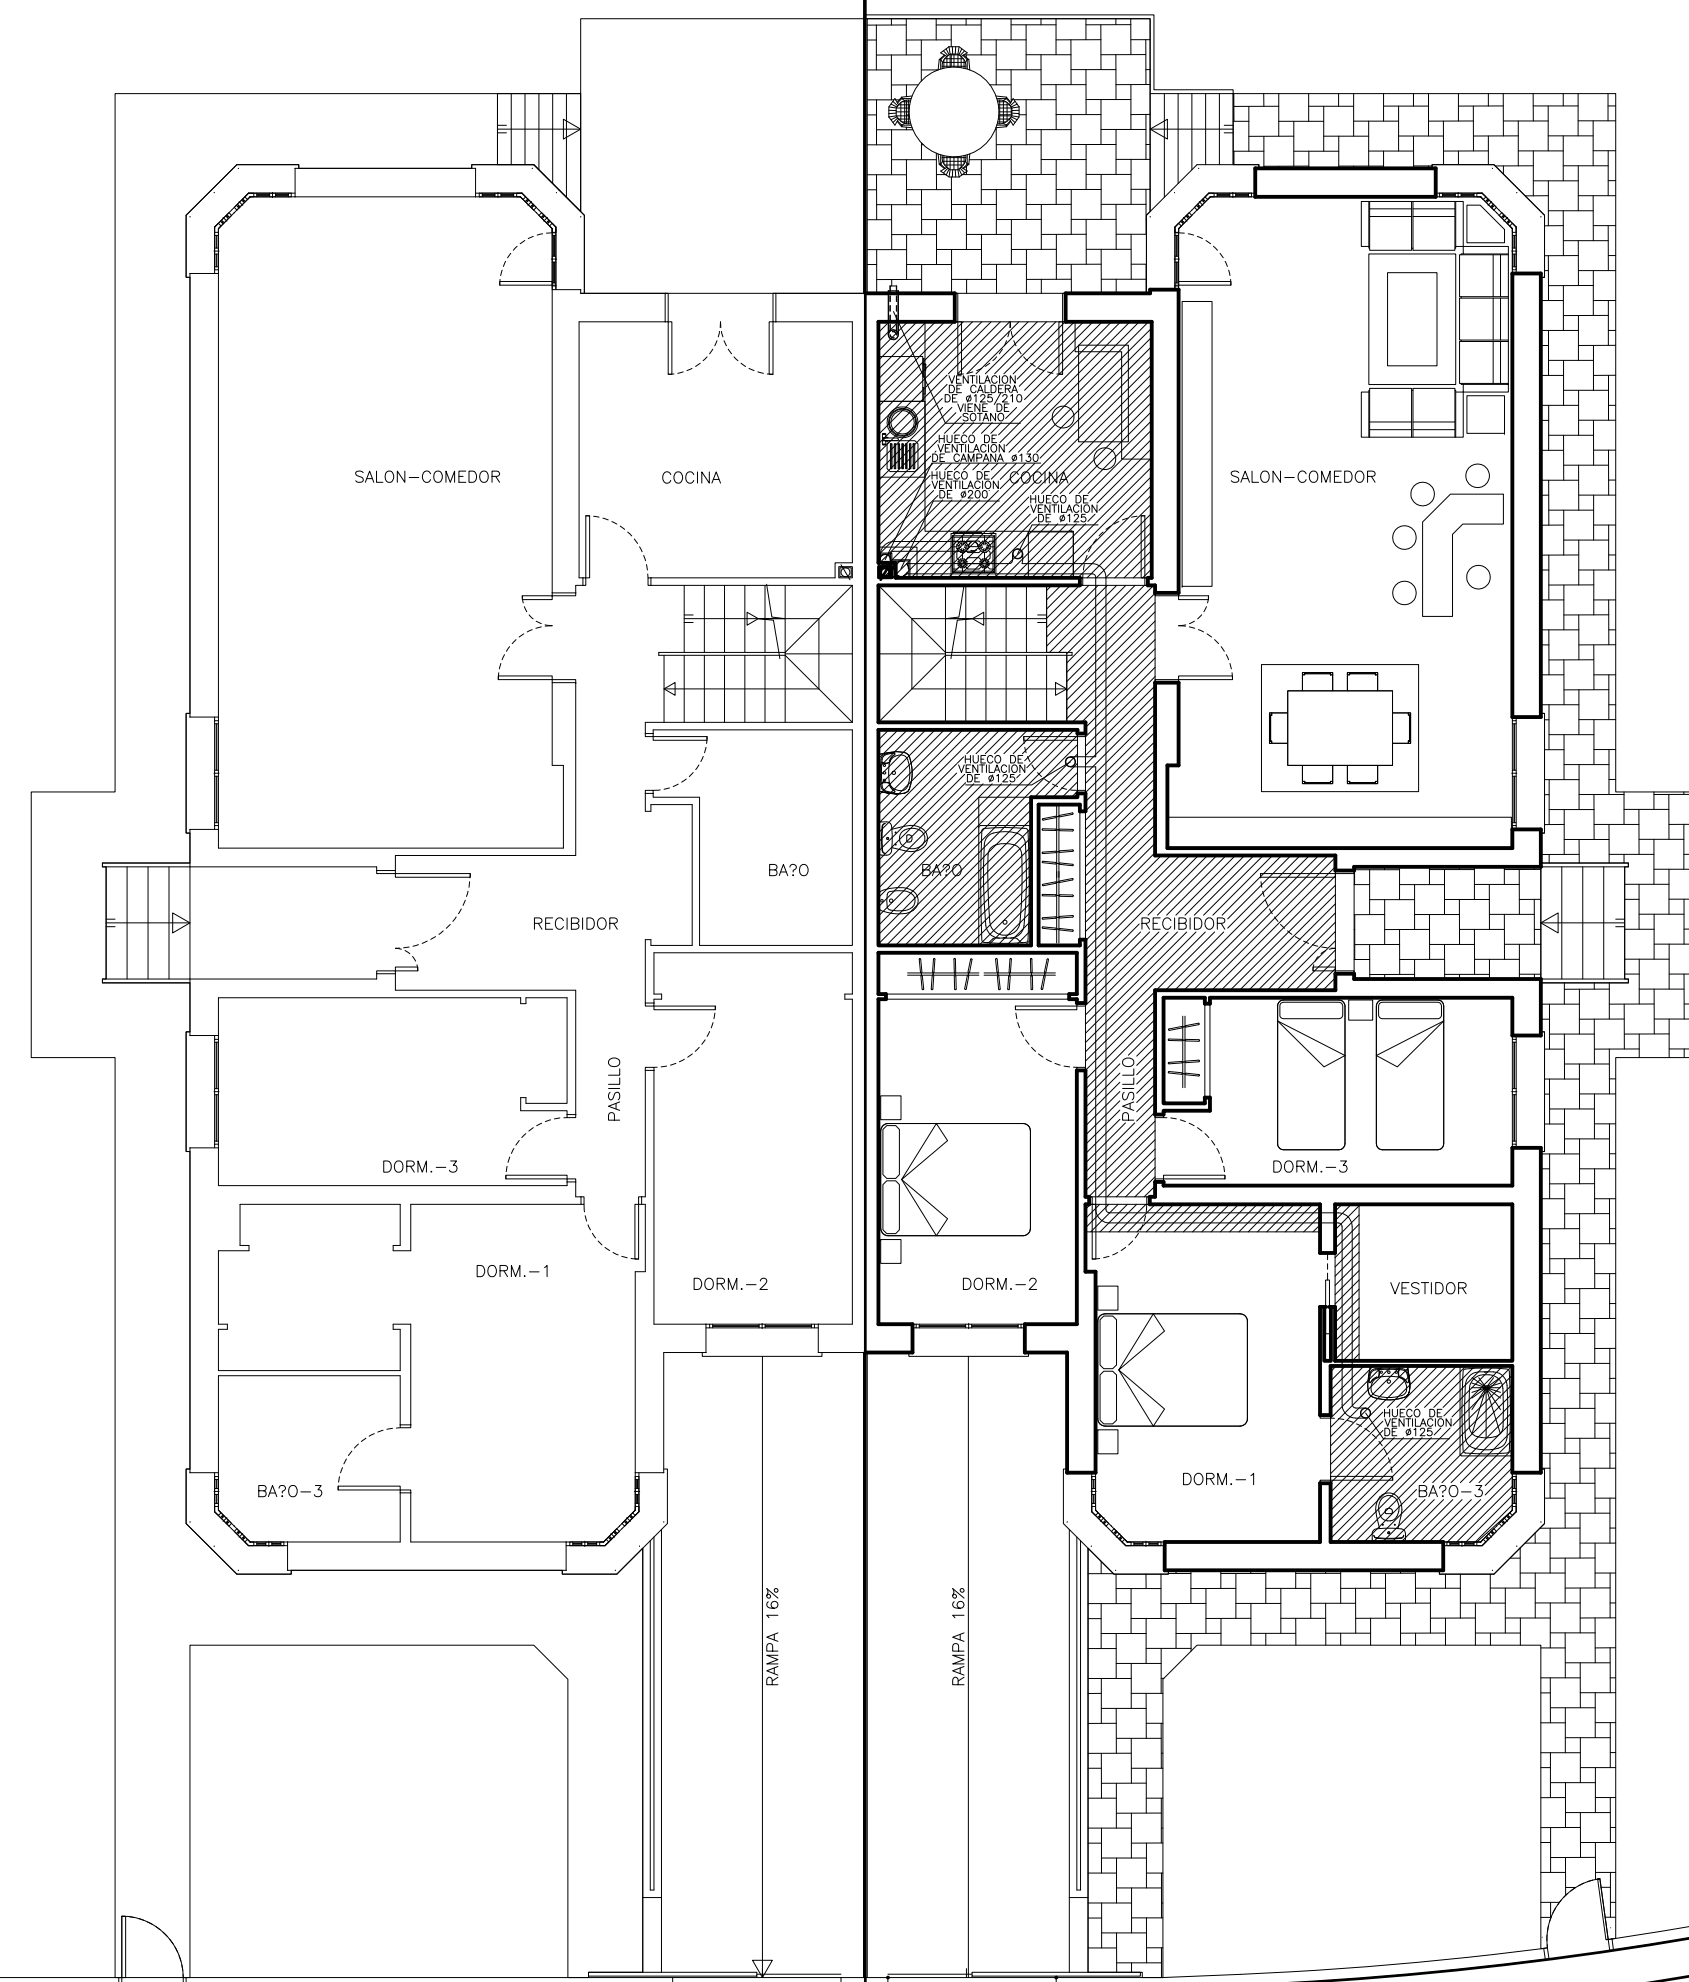 VENTILACION
DE CALDERA
DE ø125/210
VIENE DE
SOTANO
HUECO DE
VENTILACION
DE CAMPANA ø130
SALON-COMEDOR
COCINA
HUECO DE
VENTILACION
DE ø200
COCINA
HUECO DE
VENTILACION
DE ø125
SALON-COMEDOR
HUECO DE
VENTILACION
DE ø125
BA?O
BA?O
RECIBIDOR
RECIBIDOR
PASILLO
PASILLO
DORM.-3
DORM.-3
DORM.-1
DORM.-2
DORM.-2
VESTIDOR
HUECO DE
VENTILACION
DE ø125
BA?O-3
DORM.-1
BA?O-3
RAMPA 16%
RAMPA 16%